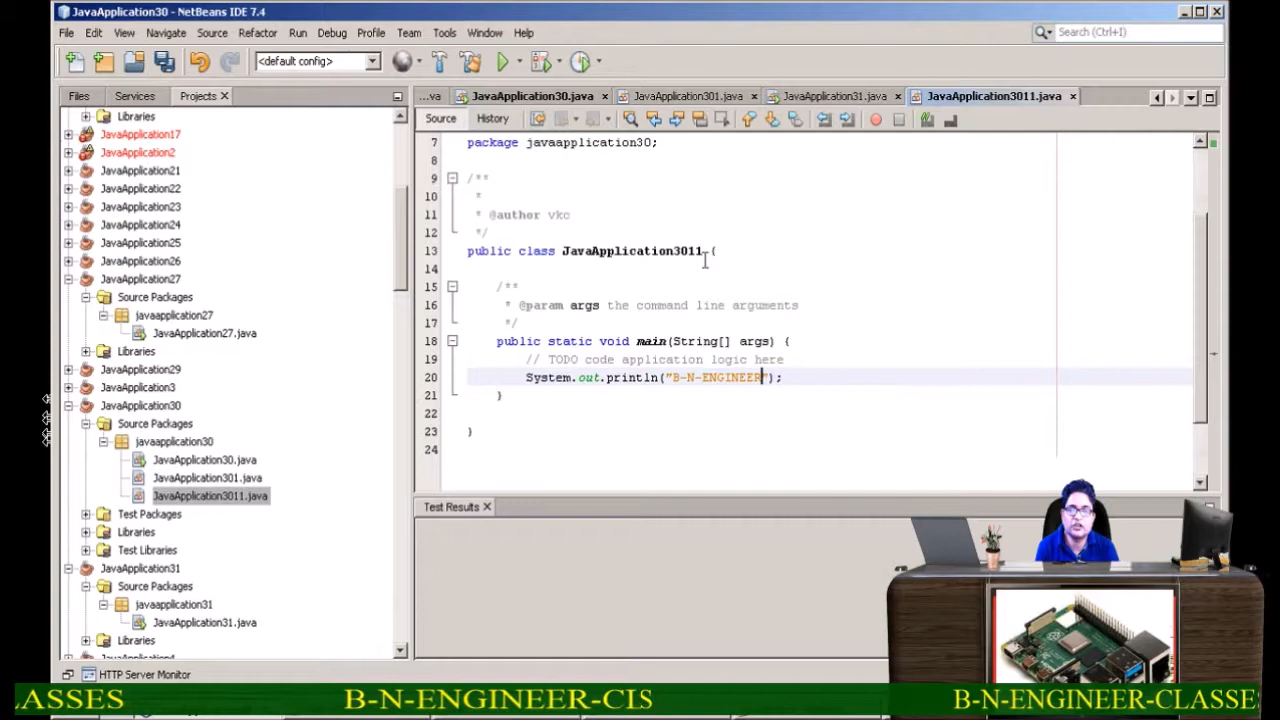 JavaApplication30 - NetBeans IDE 7.4
File Edit View Navigate Source Refactor Run Debug Profile Team Tools Window Help
Search (Ctrl+I)
<default config>
Files Services Projects
...va JavaApplication30.java JavaApplication301.java JavaApplication31.java JavaApplication3011.java
Source History
Libraries
JavaApplication17
JavaApplication2
JavaApplication21
JavaApplication22
JavaApplication23
JavaApplication24
JavaApplication25
JavaApplication26
JavaApplication27
Source Packages
javaapplication27
JavaApplication27.java
Libraries
JavaApplication29
JavaApplication3
JavaApplication30
Source Packages
javaapplication30
JavaApplication30.java
JavaApplication301.java
JavaApplication3011.java
Test Packages
Libraries
Test Libraries
JavaApplication31
Source Packages
javaapplication31
JavaApplication31.java
Libraries
7 package javaapplication30;
8
9 /**
10 *
11 * @author vkc
12 */
13 public class JavaApplication3011 {
14
15 /**
16 * @param args the command line arguments
17 */
18 public static void main(String[] args) {
19 // TODO code application logic here
20 System.out.println("B-N-ENGINEER");
21 }
22
23 }
24
Test Results
HTTP Server Monitor
CLASSES B-N-ENGINEER-CIS B-N-ENGINEER-CLASSES